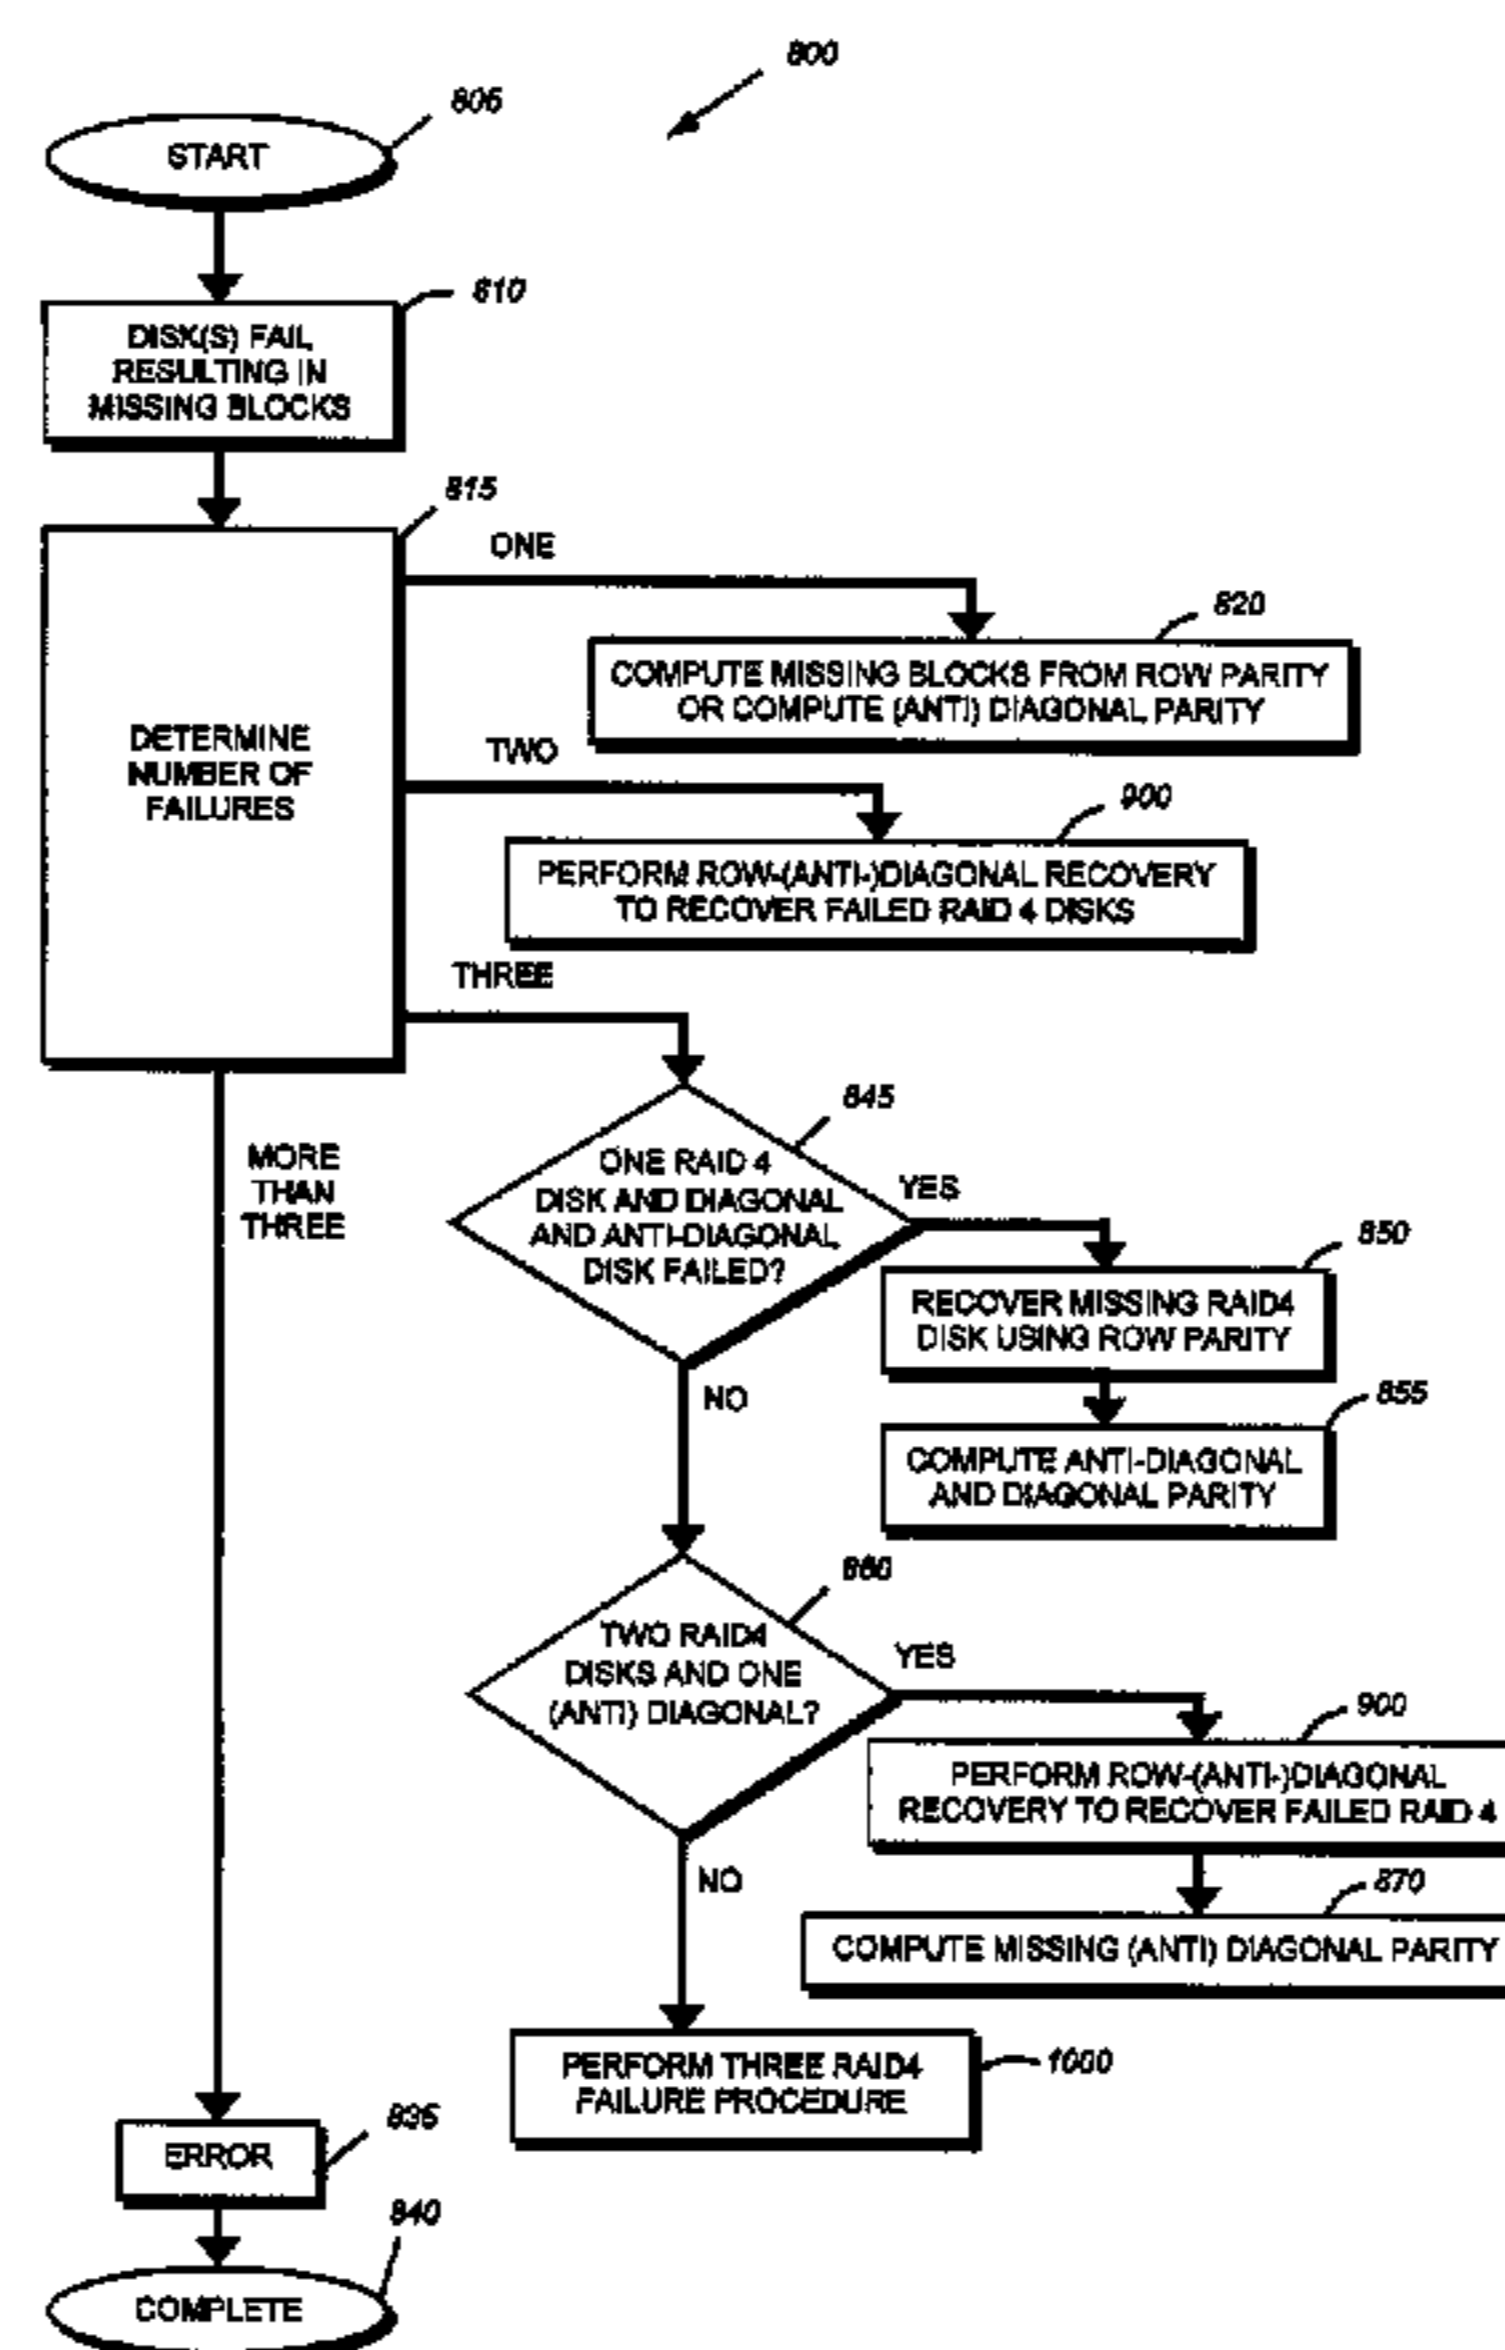 800
805
START
810
DISK(S) FAIL
RESULTING IN
MISSING BLOCKS
815
DETERMINE
NUMBER OF
FAILURES
ONE
820
COMPUTE MISSING BLOCKS FROM ROW PARITY
OR COMPUTE (ANTI) DIAGONAL PARITY
TWO
900
PERFORM ROW-(ANTI-)DIAGONAL RECOVERY
TO RECOVER FAILED RAID 4 DISKS
THREE
845
ONE RAID 4
DISK AND DIAGONAL
AND ANTI-DIAGONAL
DISK FAILED?
YES
850
RECOVER MISSING RAID4
DISK USING ROW PARITY
855
COMPUTE ANTI-DIAGONAL
AND DIAGONAL PARITY
NO
MORE
THAN
THREE
860
TWO RAID4
DISKS AND ONE
(ANTI) DIAGONAL?
YES
900
PERFORM ROW-(ANTI-)DIAGONAL
RECOVERY TO RECOVER FAILED RAID 4
870
COMPUTE MISSING (ANTI) DIAGONAL PARITY
NO
PERFORM THREE RAID4
FAILURE PROCEDURE
1000
835
ERROR
840
COMPLETE